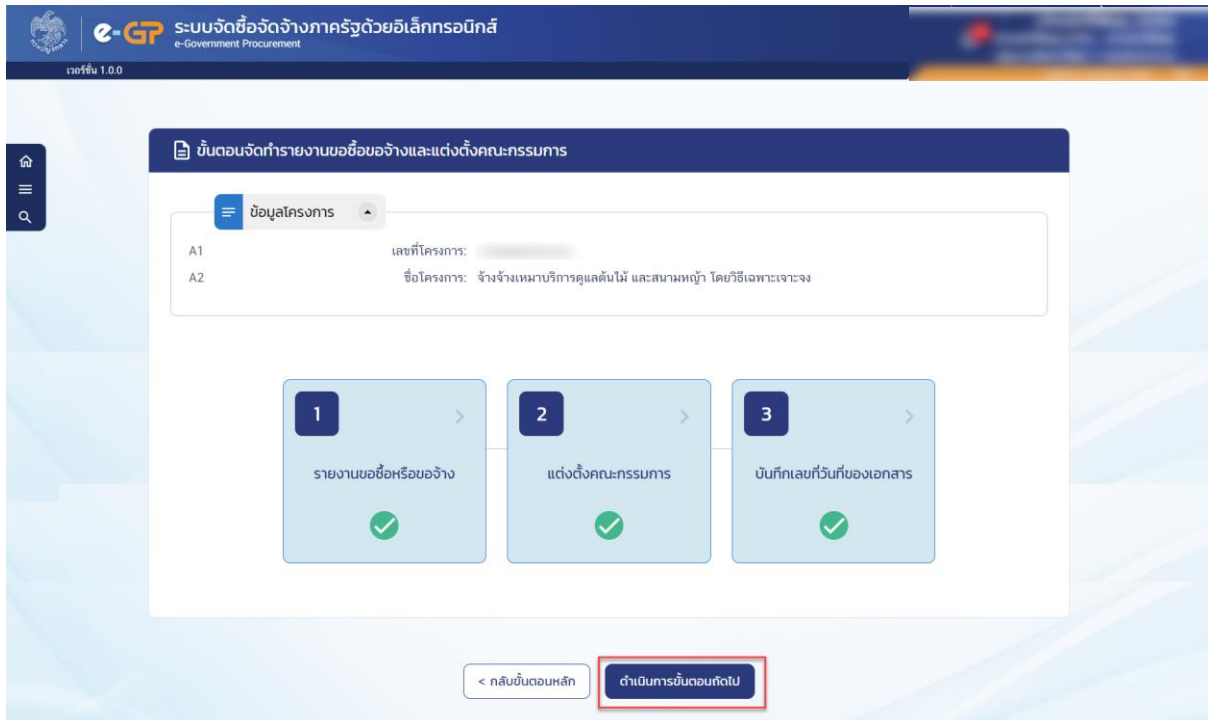 e-GP ระบบจัดซื้อจัดจ้างภาครัฐด้วยอิเล็กทรอนิกส์
e-Government Procurement
เวอร์ชั่น 1.0.0
ขั้นตอนจัดทำรายงานขอซื้อขอจ้างและแต่งตั้งคณะกรรมการ
ข้อมูลโครงการ
A1 เลขที่โครงการ:
A2 ชื่อโครงการ: จ้างจ้างเหมาบริการดูแลต้นไม้ และสนามหญ้า โดยวิธีเฉพาะเจาะจง
1 2 3
รายงานขอซื้อหรือขอจ้าง แต่งตั้งคณะกรรมการ บันทึกเลขที่วันที่ของเอกสาร
< กลับขั้นตอนหลัก ดำเนินการขั้นตอนถัดไป